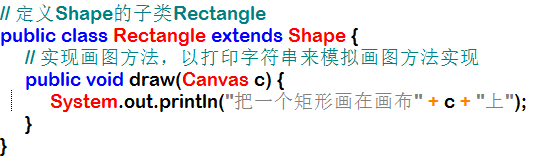 // 定义Shape的子类Rectangle
public class Rectangle extends Shape {
// 实现画图方法，以打印字符串来模拟画图方法实现
public void draw(Canvas c) {
System.out.println("把一个矩形画在画布" + c + "上");
}
}